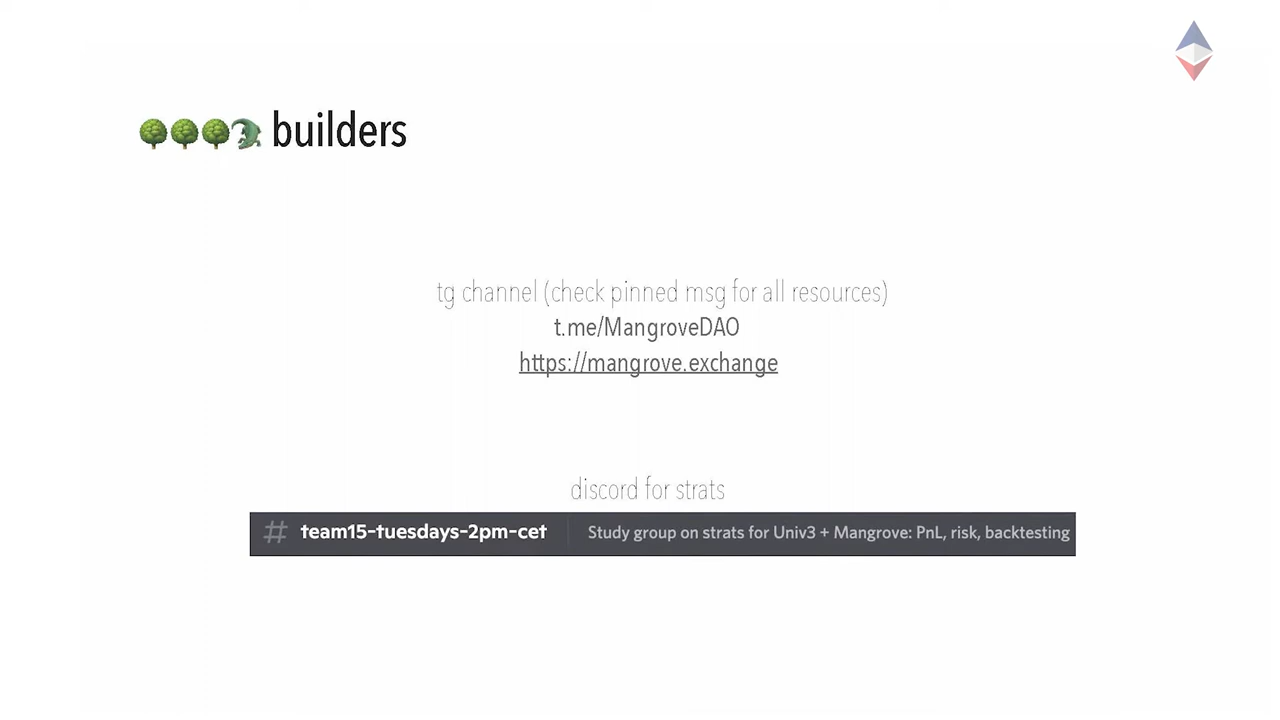 🌳🌳🌳🐊 builders
tg channel (check pinned msg for all resources)
t.me/MangroveDAO
https://mangrove.exchange
discord for strats
# team15-tuesdays-2pm-cet Study group on strats for Univ3 + Mangrove: PnL, risk, backtesting